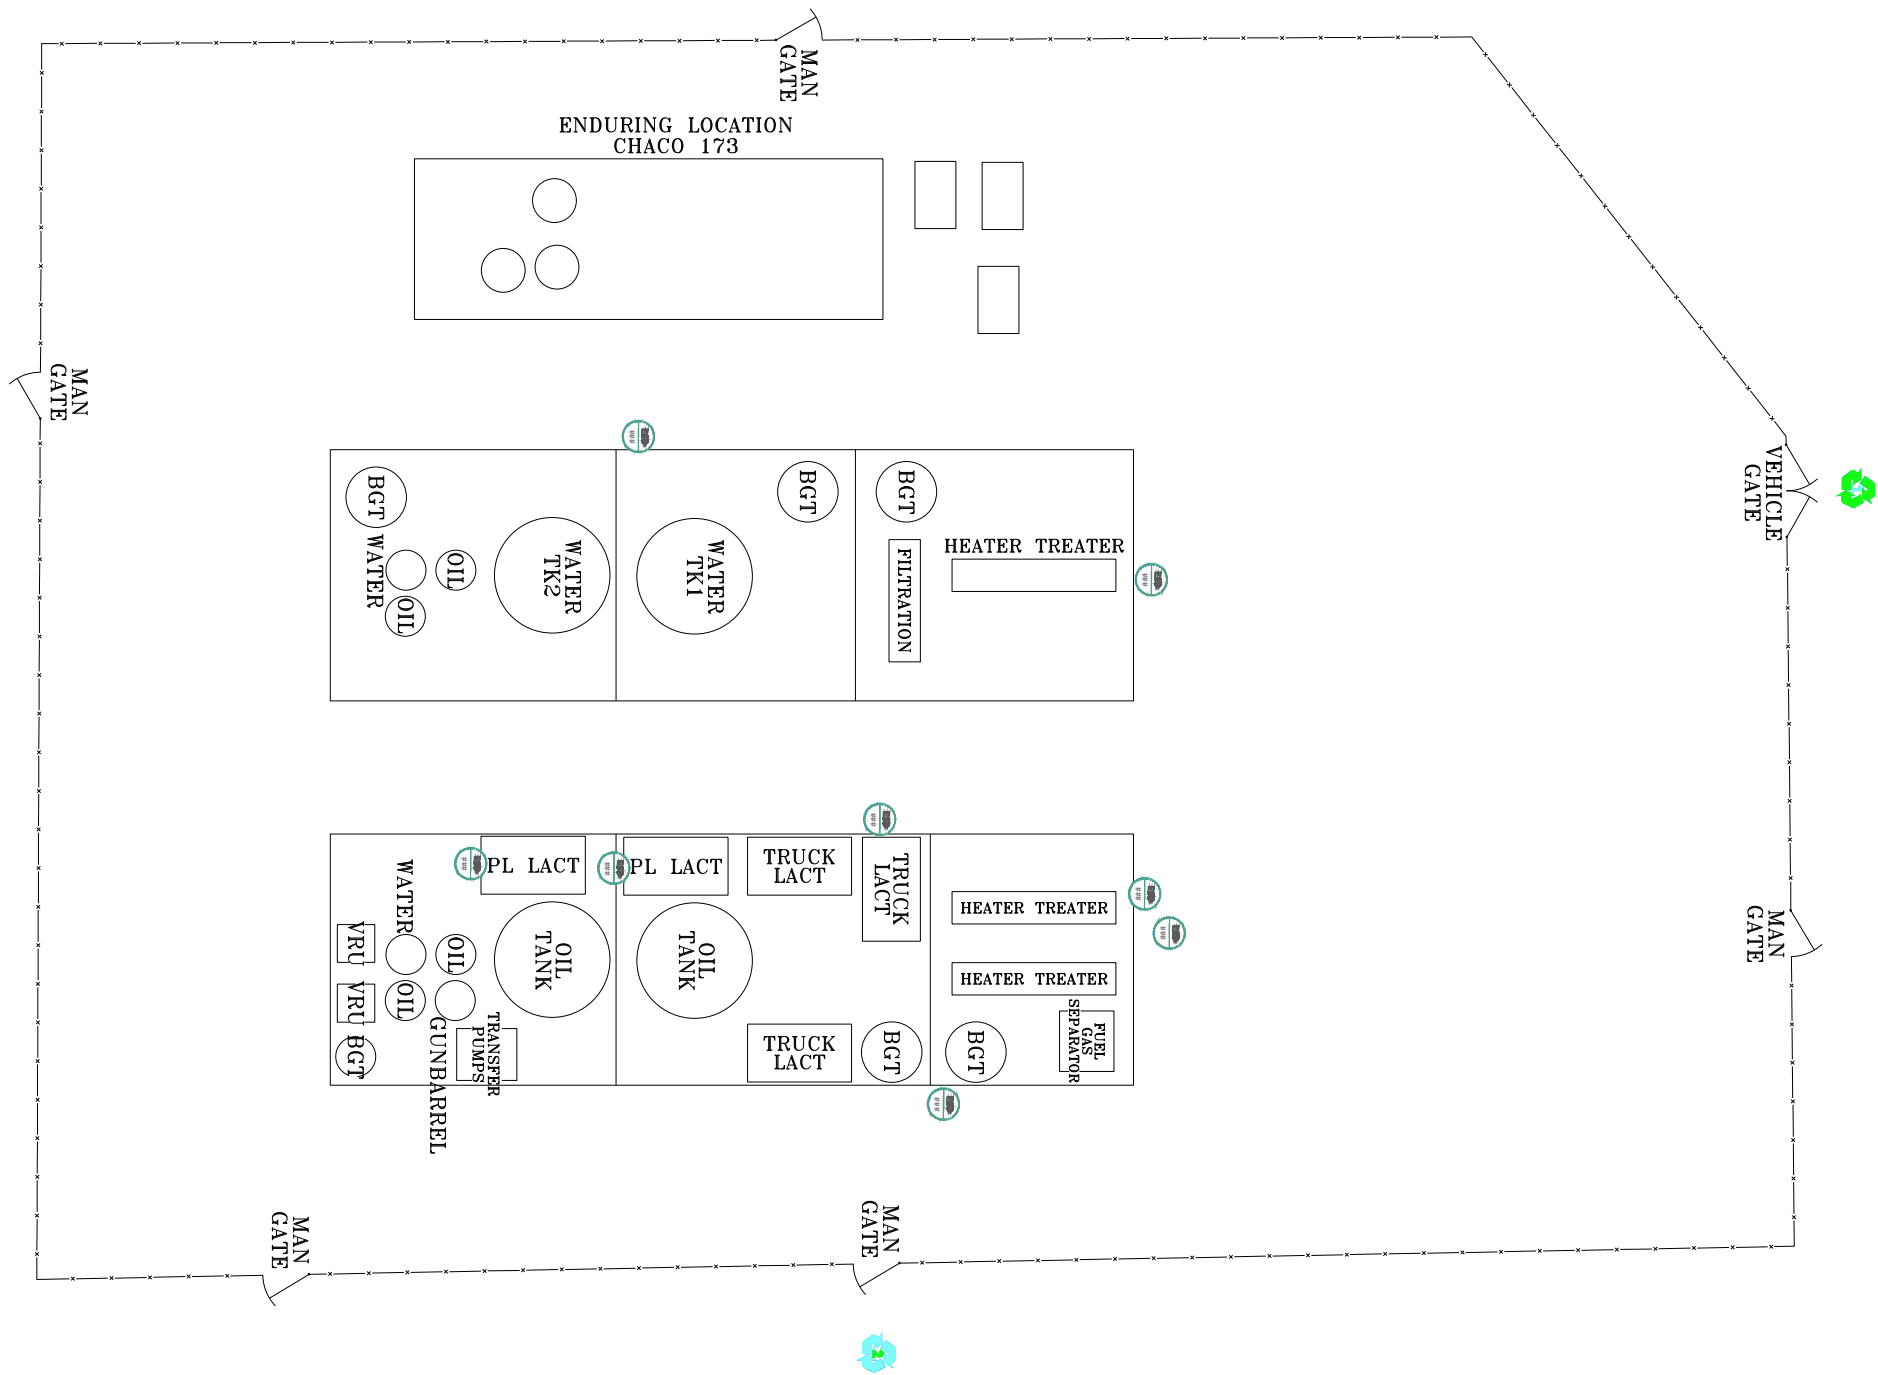 MAN
GATE
ENDURING LOCATION
CHACO 173
MAN
GATE
VEHICLE
GATE
BGT
BGT
BGT
WATER
OIL
OIL
WATER
TK2
WATER
TK1
FILTRATION
HEATER TREATER
###
###
###
PL LACT
###
PL LACT
###
TRUCK
LACT
TRUCK
LACT
WATER
VRU
VRU
BGT
OIL
OIL
GUNBARREL
TRANSFER
PUMPS
OIL
TANK
OIL
TANK
TRUCK
LACT
BGT
BGT
HEATER TREATER
HEATER TREATER
FUEL
GAS
SEPARATOR
###
###
###
MAN
GATE
MAN
GATE
MAN
GATE